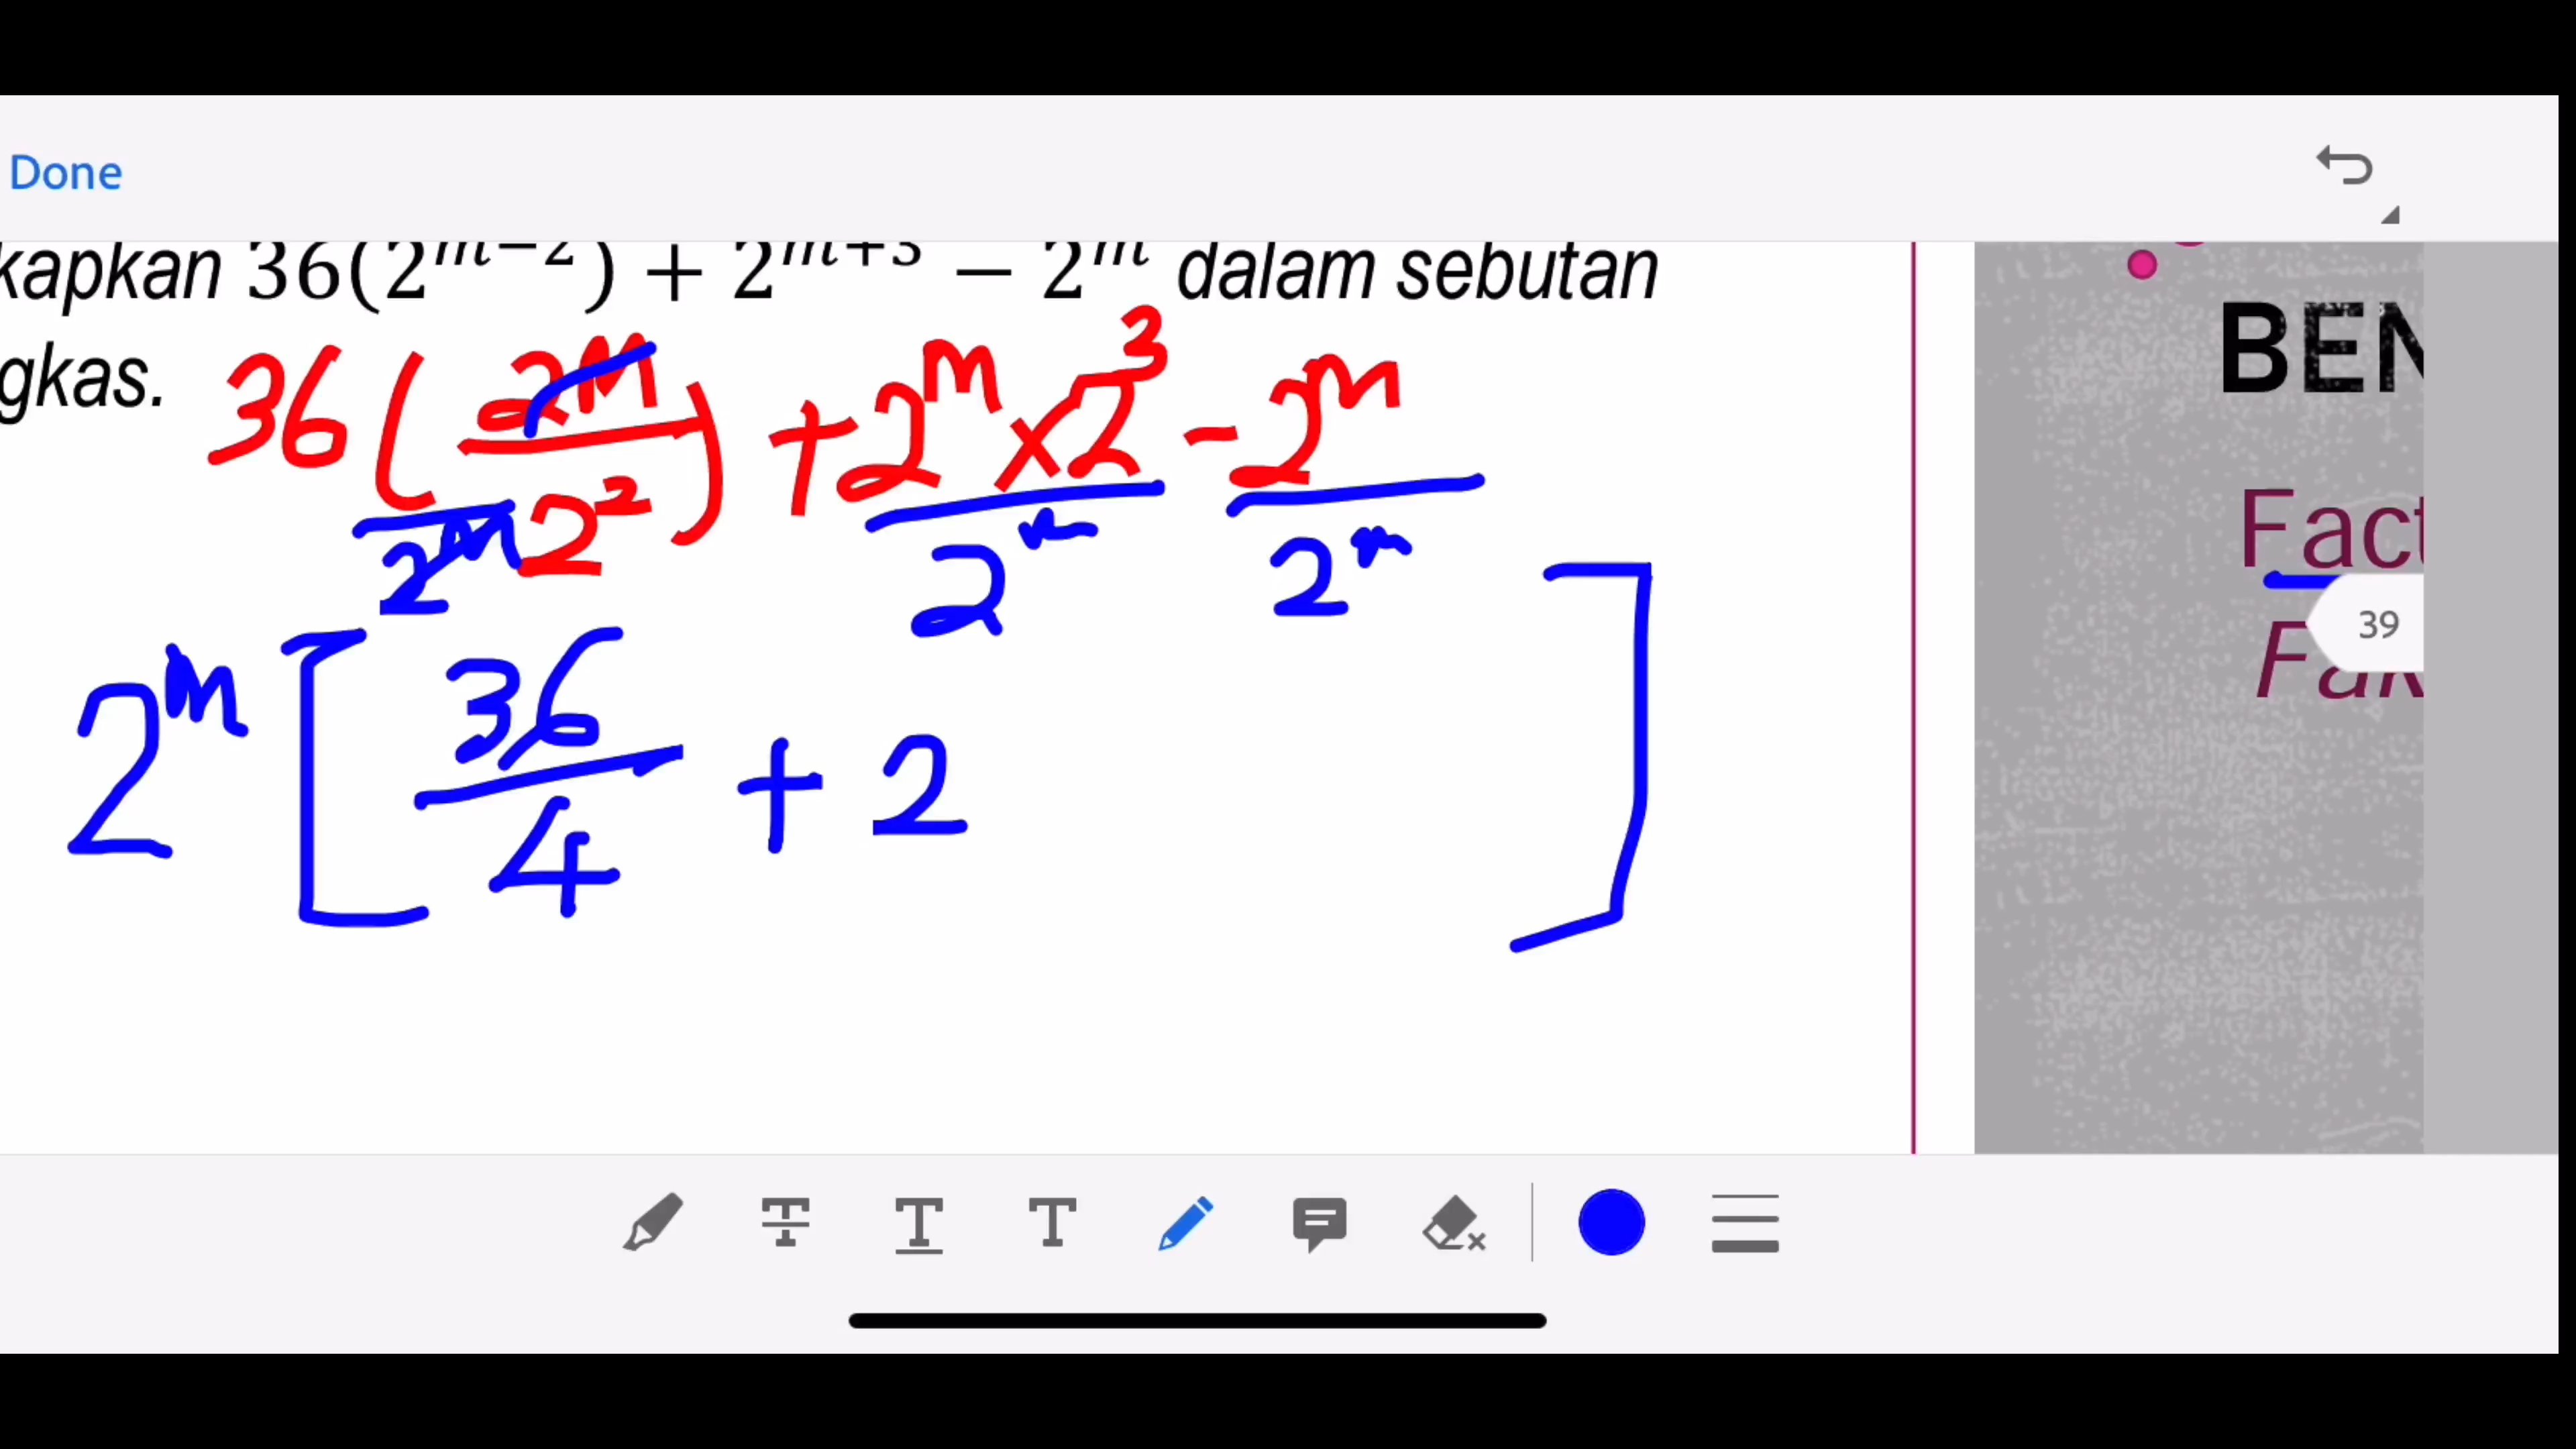 Done
kapkan 36(2^{m-2}) + 2^{m+3} - 2^m dalam sebutan
gkas.
36(2^m/2^2) + 2^m × 2^3 - 2^m
2^m 2^m 2^m
2^m [36/4 + 2 ]
BEN
Fact
39